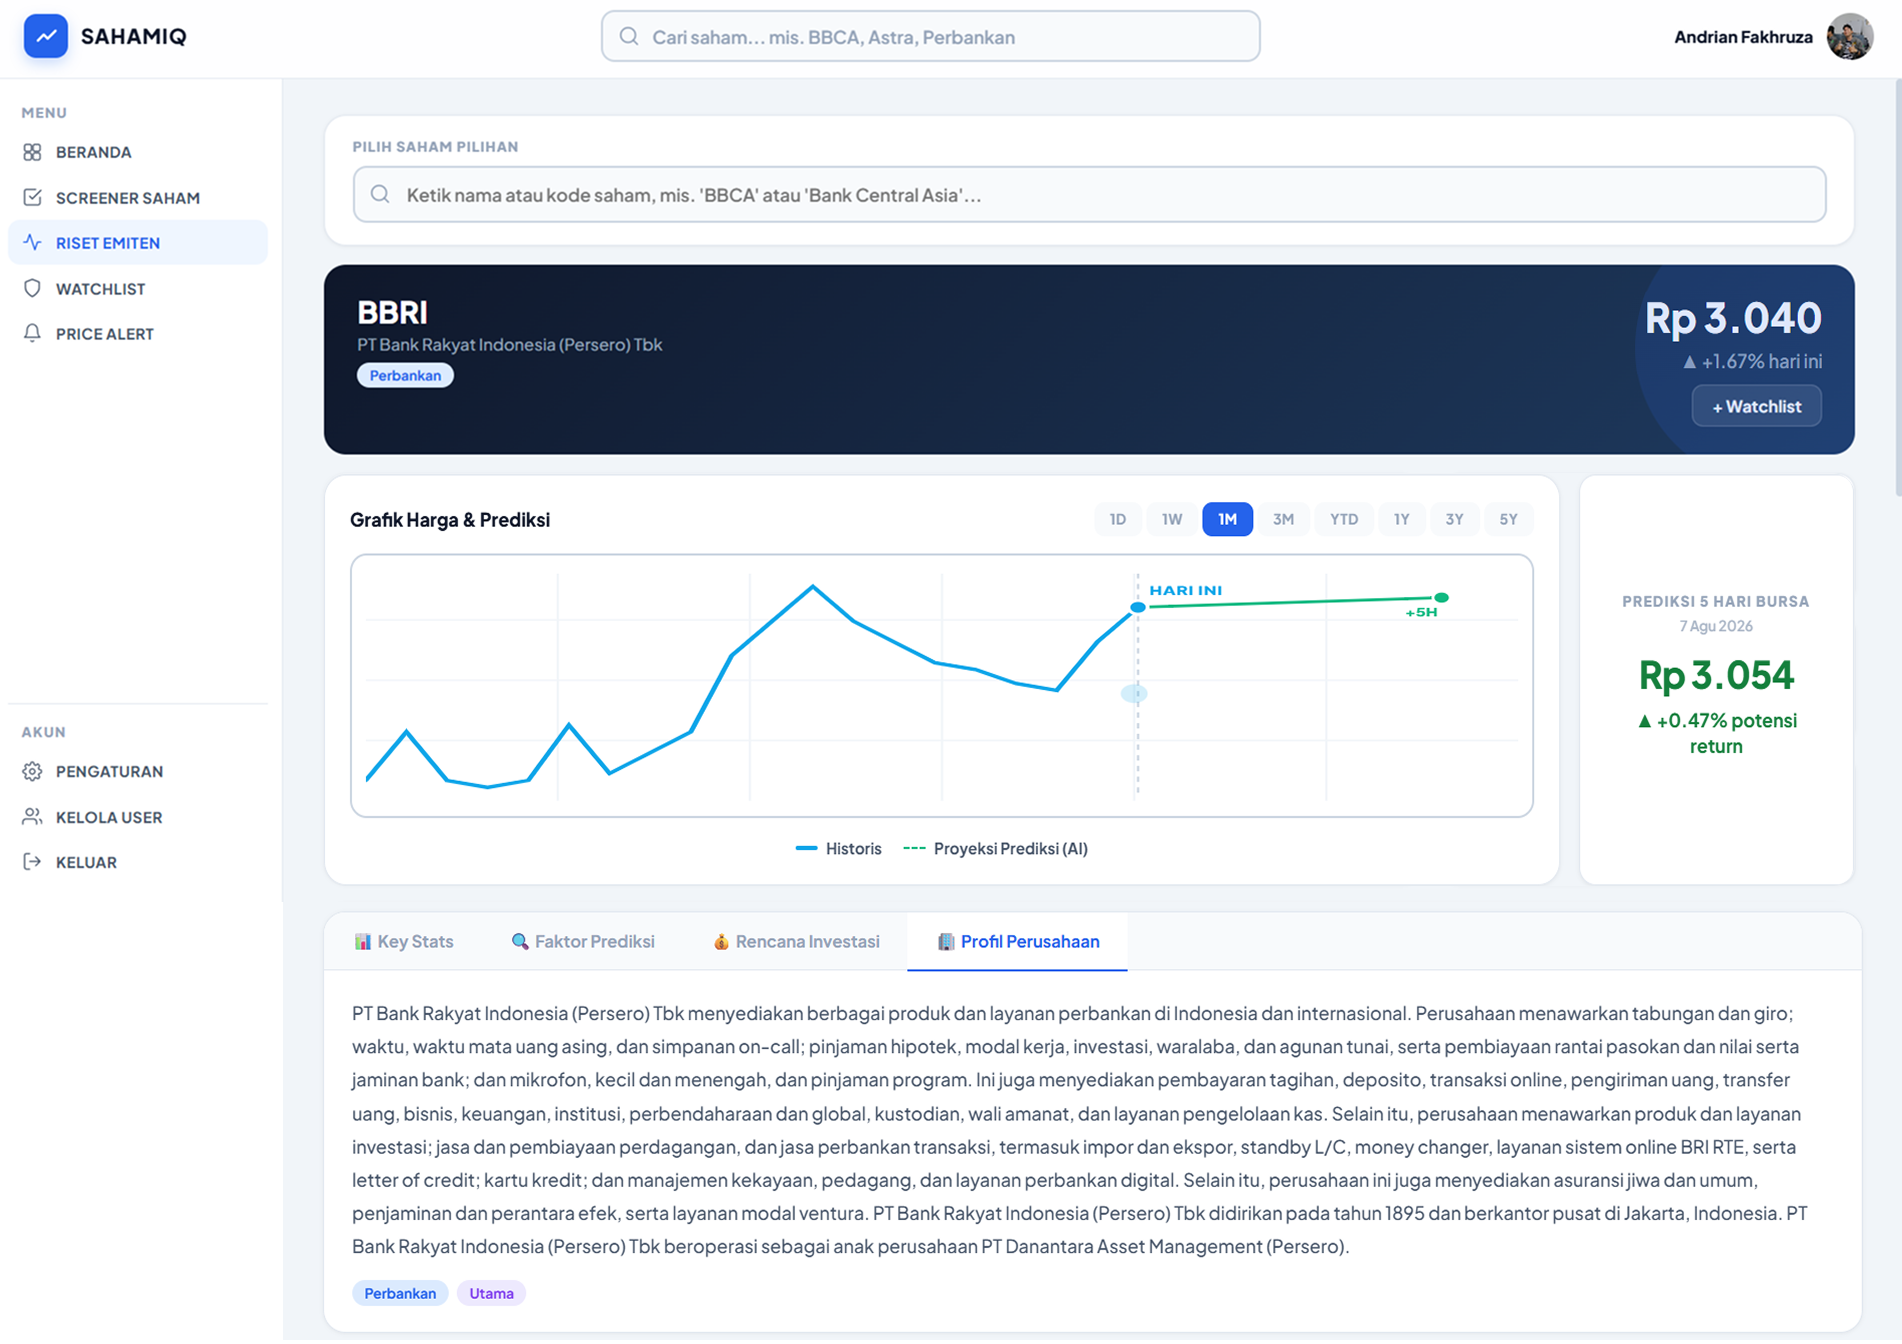 SAHAMIQ
Cari saham... mis. BBCA, Astra, Perbankan
Andrian Fakhruza
MENU
BERANDA
SCREENER SAHAM
RISET EMITEN
WATCHLIST
PRICE ALERT
AKUN
PENGATURAN
KELOLA USER
KELUAR
PILIH SAHAM PILIHAN
Ketik nama atau kode saham, mis. 'BBCA' atau 'Bank Central Asia'...
BBRI
PT Bank Rakyat Indonesia (Persero) Tbk
Perbankan
Rp 3.040
▲ +1.67% hari ini
+ Watchlist
Grafik Harga & Prediksi
1D 1W 1M 3M YTD 1Y 3Y 5Y
HARI INI
+5H
Historis Proyeksi Prediksi (AI)
PREDIKSI 5 HARI BURSA
7 Agu 2026
Rp 3.054
▲ +0.47% potensi
return
Key Stats Faktor Prediksi Rencana Investasi Profil Perusahaan
PT Bank Rakyat Indonesia (Persero) Tbk menyediakan berbagai produk dan layanan perbankan di Indonesia dan internasional. Perusahaan menawarkan tabungan dan giro;
waktu, waktu mata uang asing, dan simpanan on-call; pinjaman hipotek, modal kerja, investasi, waralaba, dan agunan tunai, serta pembiayaan rantai pasokan dan nilai serta
jaminan bank; dan mikrofon, kecil dan menengah, dan pinjaman program. Ini juga menyediakan pembayaran tagihan, deposito, transaksi online, pengiriman uang, transfer
uang, bisnis, keuangan, institusi, perbendaharaan dan global, kustodian, wali amanat, dan layanan pengelolaan kas. Selain itu, perusahaan menawarkan produk dan layanan
investasi; jasa dan pembiayaan perdagangan, dan jasa perbankan transaksi, termasuk impor dan ekspor, standby L/C, money changer, layanan sistem online BRI RTE, serta
letter of credit; kartu kredit; dan manajemen kekayaan, pedagang, dan layanan perbankan digital. Selain itu, perusahaan ini juga menyediakan asuransi jiwa dan umum,
penjaminan dan perantara efek, serta layanan modal ventura. PT Bank Rakyat Indonesia (Persero) Tbk didirikan pada tahun 1895 dan berkantor pusat di Jakarta, Indonesia. PT
Bank Rakyat Indonesia (Persero) Tbk beroperasi sebagai anak perusahaan PT Danantara Asset Management (Persero).
Perbankan Utama